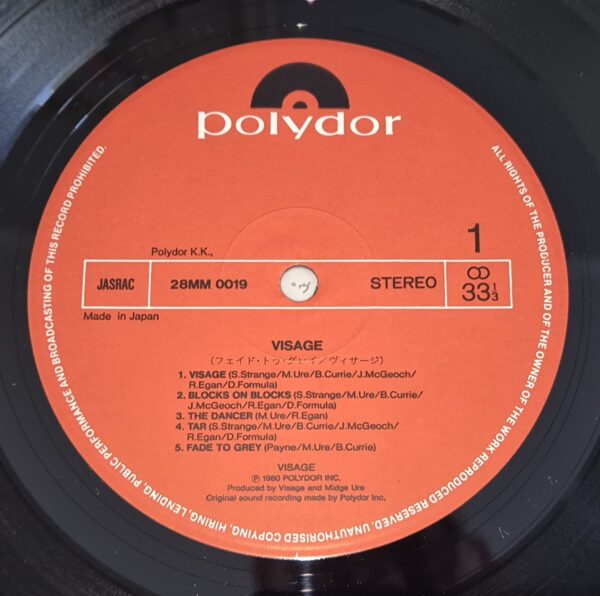 polydor
1
Polydor K.K.,
JASRAC 28MM 0019 STEREO 33 1/3
Made in Japan
VISAGE
(フェイド・トゥ・グレイ/ヴィサージ)
1. VISAGE (S.Strange/M.Ure/B.Currie/J.McGeoch/
R.Egan/D.Formula)
2. BLOCKS ON BLOCKS (S.Strange/M.Ure/B.Currie/
J.McGeoch/R.Egan/D.Formula)
3. THE DANCER (M.Ure/R.Egan)
4. TAR (S.Strange/M.Ure/B.Currie/J.McGeoch/
R.Egan/D.Formula)
5. FADE TO GREY (Payne/M.Ure/B.Currie)
VISAGE
Ⓟ 1980 POLYDOR INC.
Produced by Visage and Midge Ure
Original sound recording made by Polydor Inc.
ALL RIGHTS OF THE PRODUCER AND OF THE OWNER OF THE WORK REPRODUCED RESERVED. UNAUTHORISED COPYING, HIRING, LENDING, PUBLIC PERFORMANCE AND BROADCASTING OF THIS RECORD PROHIBITED.